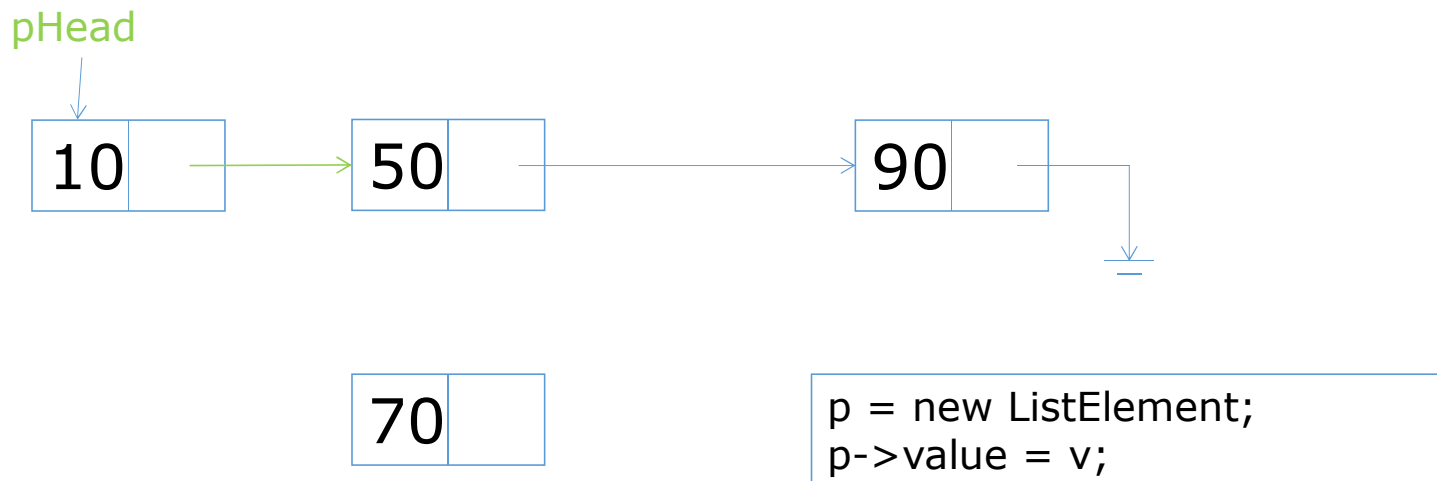 pHead
10 50 90
70
p = new ListElement;
p->value = v;